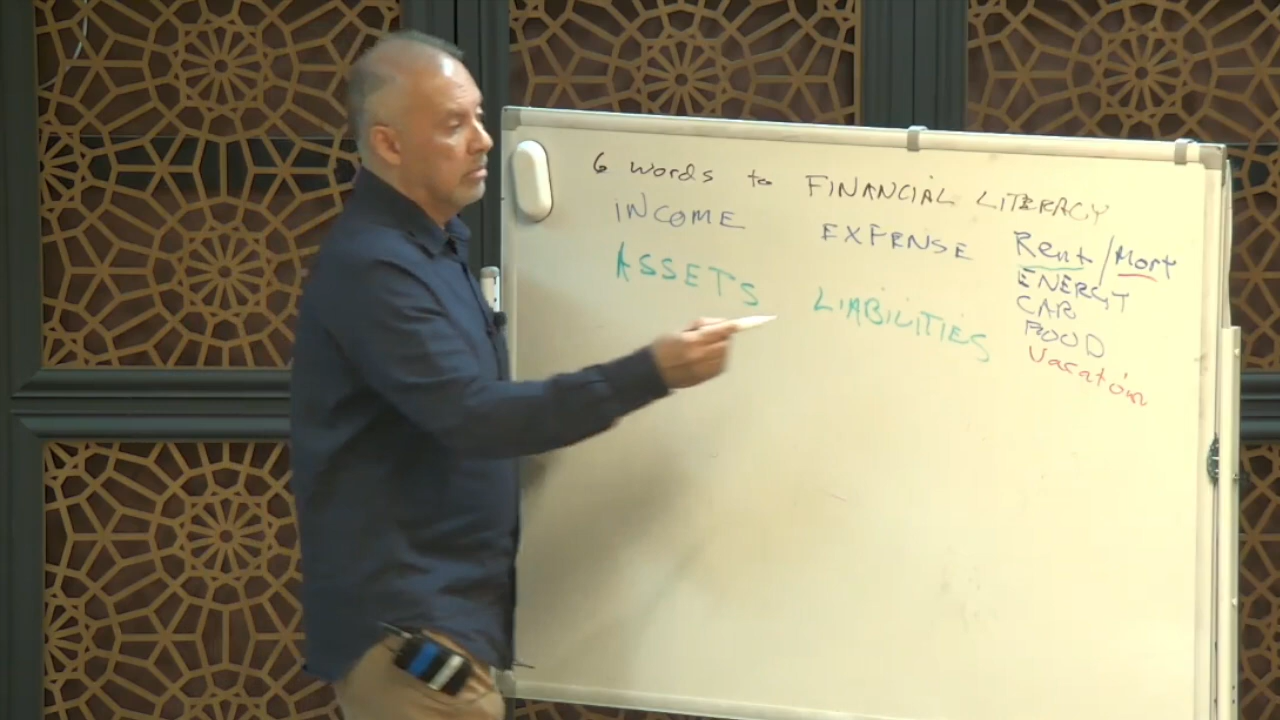 6 words to FINANCIAL LITERACY
INCOME EXPENSE Rent/Mort
ASSETS LIABILITIES ENERGY
CAR
FOOD
Vacation